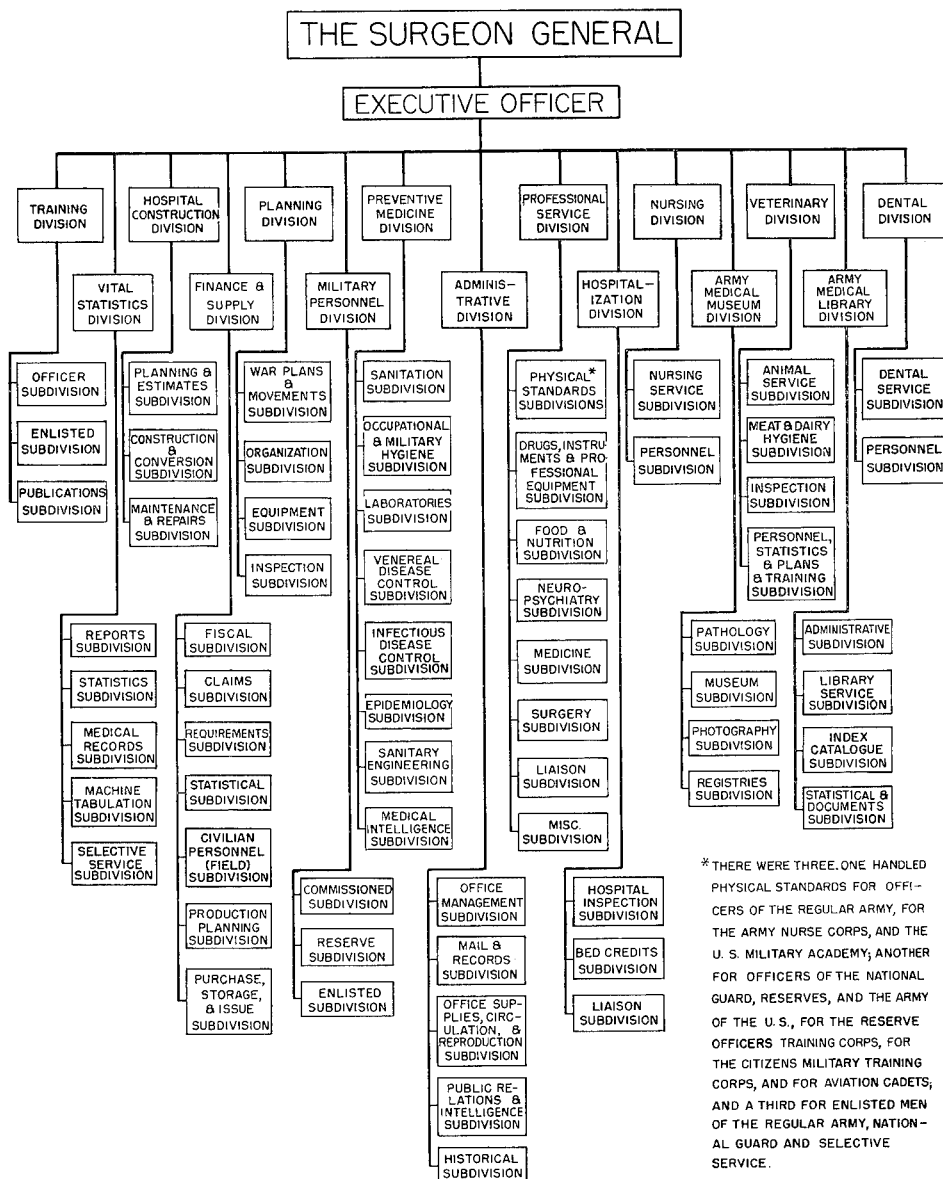 THE SURGEON GENERAL
EXECUTIVE OFFICER
TRAINING
DIVISION
HOSPITAL
CONSTRUCTION
DIVISION
PLANNING
DIVISION
PREVENTIVE
MEDICINE
DIVISION
PROFESSIONAL
SERVICE
DIVISION
NURSING
DIVISION
VETERINARY
DIVISION
DENTAL
DIVISION
VITAL
STATISTICS
DIVISION
FINANCE &
SUPPLY
DIVISION
MILITARY
PERSONNEL
DIVISION
ADMINIS-
TRATIVE
DIVISION
HOSPITAL-
IZATION
DIVISION
ARMY
MEDICAL
MUSEUM
DIVISION
ARMY
MEDICAL
LIBRARY
DIVISION
OFFICER
SUBDIVISION
ENLISTED
SUBDIVISION
PUBLICATIONS
SUBDIVISION
PLANNING &
ESTIMATES
SUBDIVISION
CONSTRUCTION
&
CONVERSION
SUBDIVISION
MAINTENANCE
& REPAIRS
SUBDIVISION
WAR PLANS
&
MOVEMENTS
SUBDIVISION
ORGANIZATION
SUBDIVISION
EQUIPMENT
SUBDIVISION
INSPECTION
SUBDIVISION
SANITATION
SUBDIVISION
OCCUPATIONAL
& MILITARY
HYGIENE
SUBDIVISION
LABORATORIES
SUBDIVISION
VENEREAL
DISEASE
CONTROL
SUBDIVISION
INFECTIOUS
DISEASE
CONTROL
SUBDIVISION
EPIDEMIOLOGY
SUBDIVISION
SANITARY
ENGINEERING
SUBDIVISION
MEDICAL
INTELLIGENCE
SUBDIVISION
PHYSICAL*
STANDARDS
SUBDIVISIONS
DRUGS, INSTRU-
MENTS & PRO-
FESSIONAL
EQUIPMENT
SUBDIVISION
FOOD &
NUTRITION
SUBDIVISION
NEURO-
PSYCHIATRY
SUBDIVISION
MEDICINE
SUBDIVISION
SURGERY
SUBDIVISION
LIAISON
SUBDIVISION
MISC.
SUBDIVISION
NURSING
SERVICE
SUBDIVISION
PERSONNEL
SUBDIVISION
ANIMAL
SERVICE
SUBDIVISION
MEAT & DAIRY
HYGIENE
SUBDIVISION
INSPECTION
SUBDIVISION
PERSONNEL,
STATISTICS
& PLANS
& TRAINING
SUBDIVISION
DENTAL
SERVICE
SUBDIVISION
PERSONNEL
SUBDIVISION
REPORTS
SUBDIVISION
STATISTICS
SUBDIVISION
MEDICAL
RECORDS
SUBDIVISION
MACHINE
TABULATION
SUBDIVISION
SELECTIVE
SERVICE
SUBDIVISION
FISCAL
SUBDIVISION
CLAIMS
SUBDIVISION
REQUIREMENTS
SUBDIVISION
STATISTICAL
SUBDIVISION
CIVILIAN
PERSONNEL
(FIELD)
SUBDIVISION
PRODUCTION
PLANNING
SUBDIVISION
PURCHASE,
STORAGE,
& ISSUE
SUBDIVISION
COMMISSIONED
SUBDIVISION
RESERVE
SUBDIVISION
ENLISTED
SUBDIVISION
OFFICE
MANAGEMENT
SUBDIVISION
MAIL &
RECORDS
SUBDIVISION
OFFICE SUP-
PLIES, CIRC-
ULATION, &
REPRODUCTION
SUBDIVISION
PUBLIC RE-
LATIONS &
INTELLIGENCE
SUBDIVISION
HISTORICAL
SUBDIVISION
HOSPITAL
INSPECTION
SUBDIVISION
BED CREDITS
SUBDIVISION
LIAISON
SUBDIVISION
PATHOLOGY
SUBDIVISION
MUSEUM
SUBDIVISION
PHOTOGRAPHY
SUBDIVISION
REGISTRIES
SUBDIVISION
ADMINISTRATIVE
SUBDIVISION
LIBRARY
SERVICE
SUBDIVISION
INDEX
CATALOGUE
SUBDIVISION
STATISTICAL &
DOCUMENTS
SUBDIVISION
* THERE WERE THREE. ONE HANDLED
PHYSICAL STANDARDS FOR OFFI-
CERS OF THE REGULAR ARMY, FOR
THE ARMY NURSE CORPS, AND THE
U. S. MILITARY ACADEMY; ANOTHER
FOR OFFICERS OF THE NATIONAL
GUARD, RESERVES, AND THE ARMY
OF THE U.S., FOR THE RESERVE
OFFICERS TRAINING CORPS, FOR
THE CITIZENS MILITARY TRAINING
CORPS, AND FOR AVIATION CADETS;
AND A THIRD FOR ENLISTED MEN
OF THE REGULAR ARMY, NATION-
AL GUARD AND SELECTIVE
SERVICE.